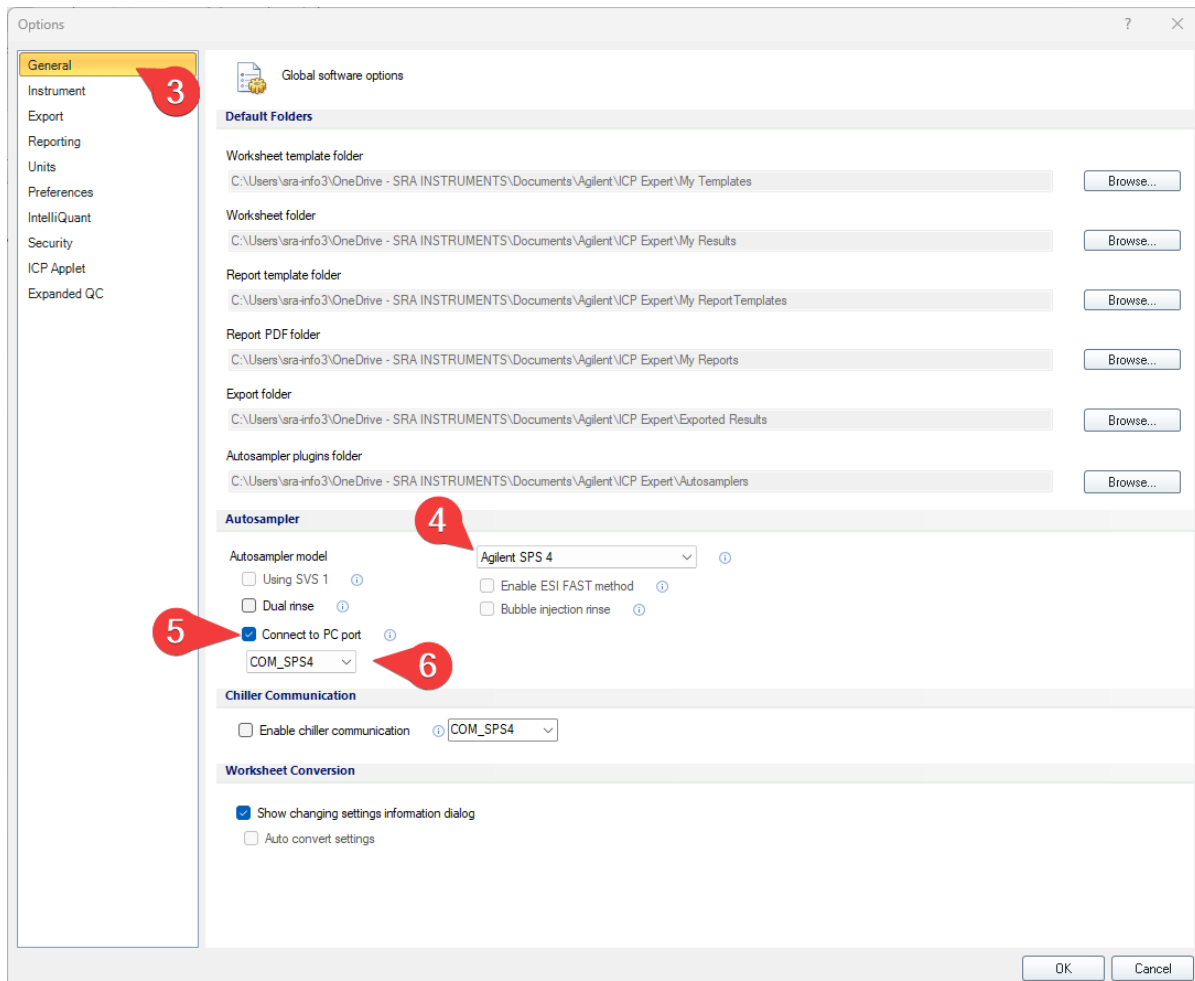 Options
?
General
3
Instrument
Export
Reporting
Units
Preferences
IntelliQuant
Security
ICP Applet
Expanded QC
Global software options
Default Folders
Worksheet template folder
C:\Users\sra-info3\OneDrive - SRA INSTRUMENTS\Documents\Agilent\ICP Expert\My Templates
Browse...
Worksheet folder
C:\Users\sra-info3\OneDrive - SRA INSTRUMENTS\Documents\Agilent\ICP Expert\My Results
Browse...
Report template folder
C:\Users\sra-info3\OneDrive - SRA INSTRUMENTS\Documents\Agilent\ICP Expert\My ReportTemplates
Browse...
Report PDF folder
C:\Users\sra-info3\OneDrive - SRA INSTRUMENTS\Documents\Agilent\ICP Expert\My Reports
Browse...
Export folder
C:\Users\sra-info3\OneDrive - SRA INSTRUMENTS\Documents\Agilent\ICP Expert\Exported Results
Browse...
Autosampler plugins folder
C:\Users\sra-info3\OneDrive - SRA INSTRUMENTS\Documents\Agilent\ICP Expert\Autosamplers
Browse...
Autosampler
4
Autosampler model
Agilent SPS 4
Using SVS 1
Enable ESI FAST method
Dual rinse
Bubble injection rinse
5
Connect to PC port
COM_SPS4
6
Chiller Communication
Enable chiller communication
COM_SPS4
Worksheet Conversion
Show changing settings information dialog
Auto convert settings
OK
Cancel